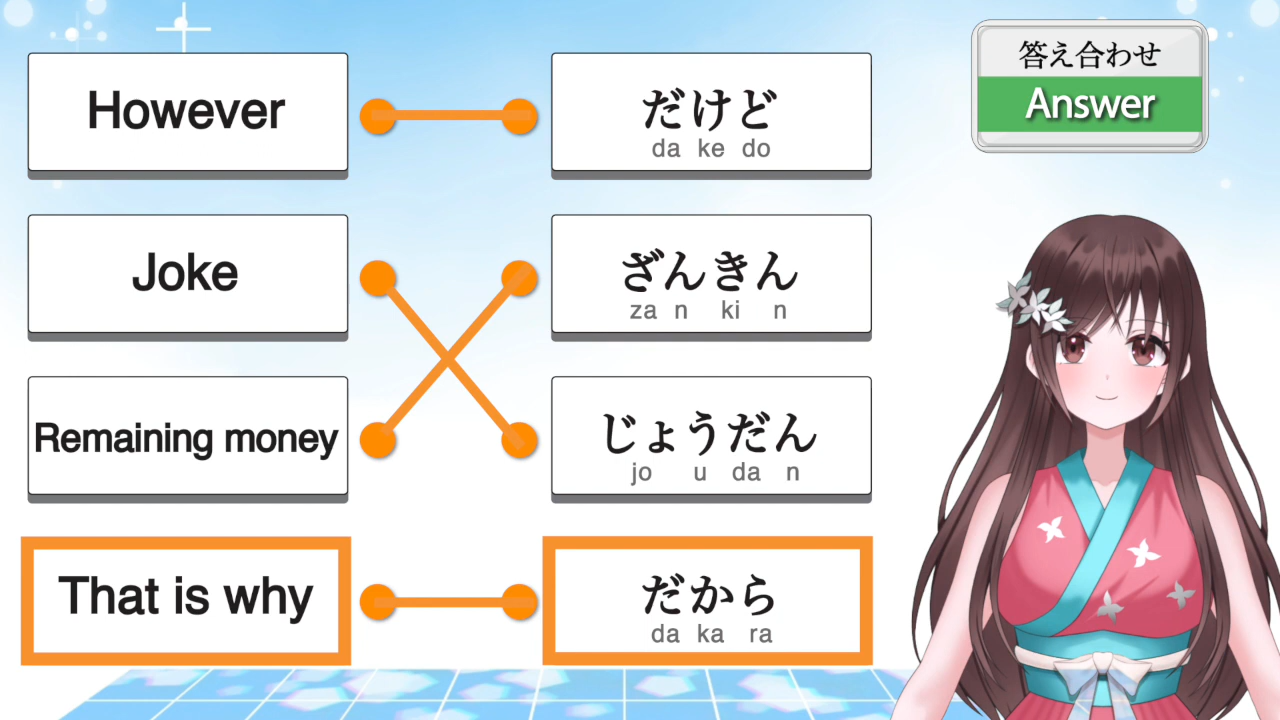 However
だけど
da ke do
答え合わせ
Answer
Joke
ざんきん
za n ki n
Remaining money
じょうだん
jo u da n
That is why
だから
da ka ra